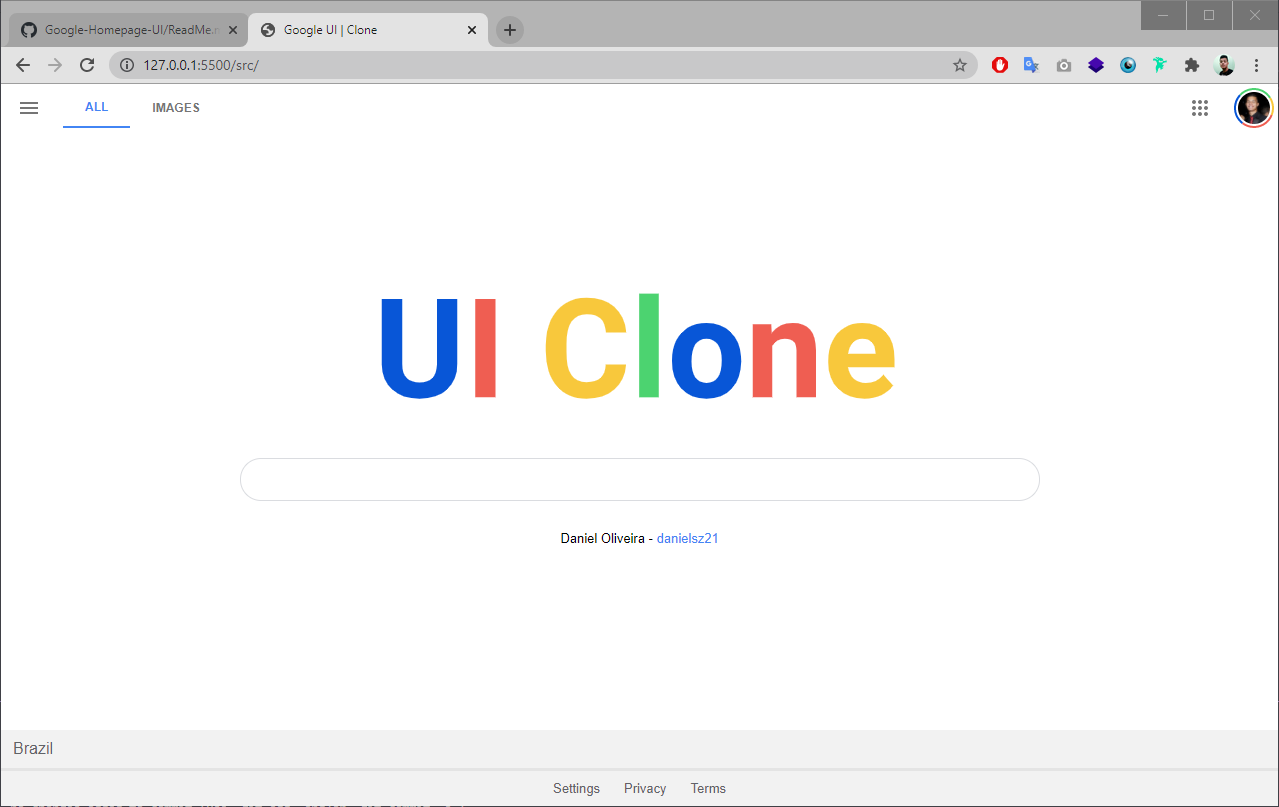 Google-Homepage-UI/ReadMe.
Google UI | Clone
127.0.0.1:5500/src/
ALL
IMAGES
UI Clone
Daniel Oliveira - danielsz21
Brazil
Settings
Privacy
Terms